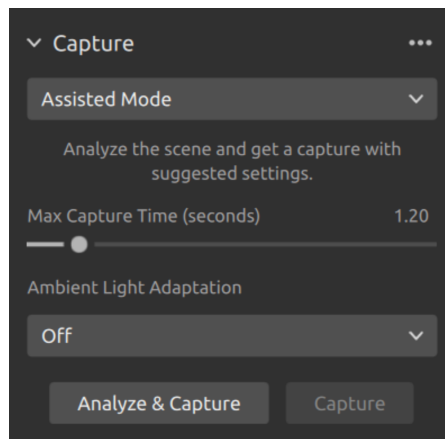 Capture
Assisted Mode
Analyze the scene and get a capture with
suggested settings.
Max Capture Time (seconds) 1.20
Ambient Light Adaptation
Off
Analyze & Capture Capture